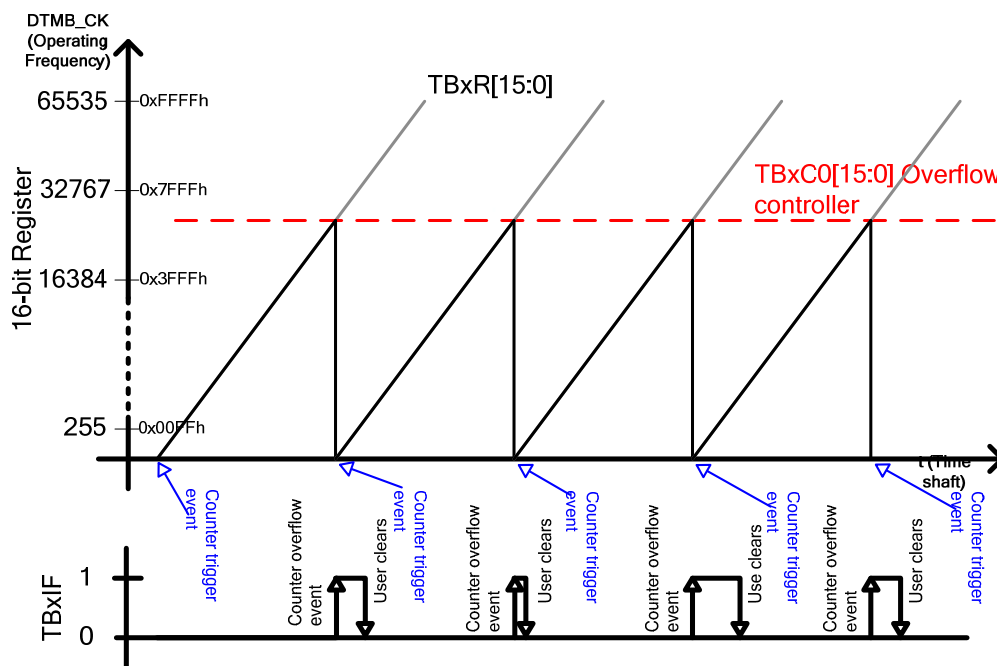 DTMB_CK
(Operating
Frequency)
TBxR[15:0]
65535
0xFFFFh
TBxC0[15:0] Overflow
controller
32767
0x7FFFh
16-bit Register
16384
0x3FFFh
255
0x00FFh
t (Time
shaft)
Counter trigger
event
Counter trigger
event
Counter trigger
event
Counter trigger
event
Counter trigger
event
Counter overflow
event
User clears
Counter overflow
event
User clears
Counter overflow
event
Use clears
Counter overflow
event
User clears
TBxIF
1
0